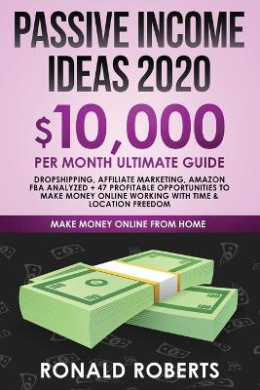 PASSIVE INCOME
IDEAS 2020
$10,000
PER MONTH ULTIMATE GUIDE
DROPSHIPPING, AFFILIATE MARKETING, AMAZON
FBA ANALYZED + 47 PROFITABLE OPPORTUNITIES TO
MAKE MONEY ONLINE WORKING WITH TIME &
LOCATION FREEDOM
MAKE MONEY ONLINE FROM HOME
RONALD ROBERTS